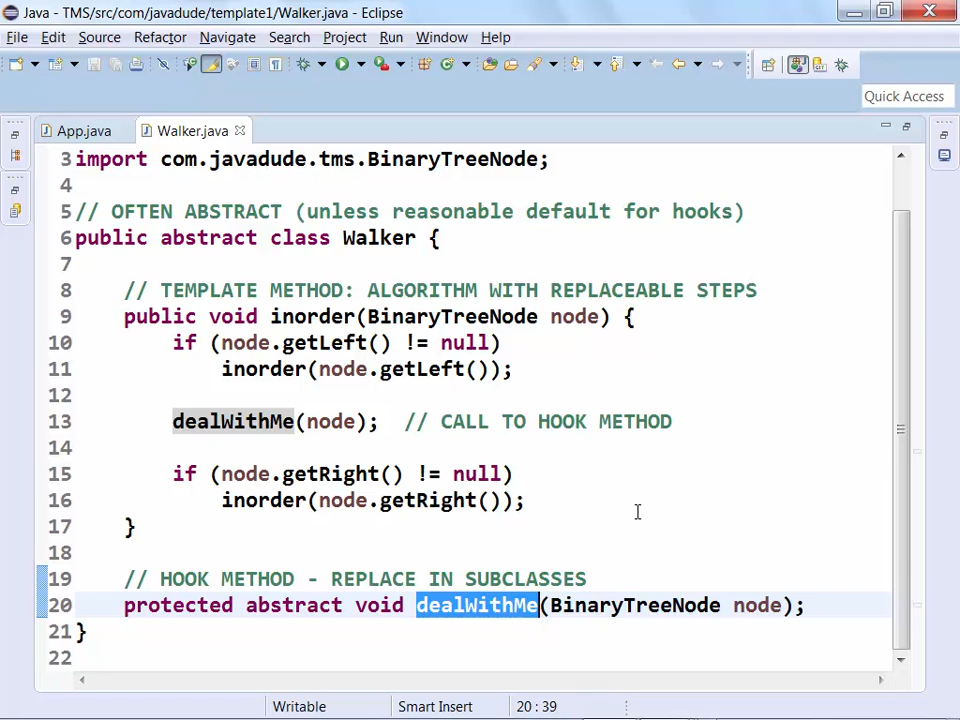 Java - TMS/src/com/javadude/template1/Walker.java - Eclipse
File Edit Source Refactor Navigate Search Project Run Window Help
Quick Access
App.java Walker.java
3 import com.javadude.tms.BinaryTreeNode;
4
5 // OFTEN ABSTRACT (unless reasonable default for hooks)
6 public abstract class Walker {
7
8 // TEMPLATE METHOD: ALGORITHM WITH REPLACEABLE STEPS
9 public void inorder(BinaryTreeNode node) {
10 if (node.getLeft() != null)
11 inorder(node.getLeft());
12
13 dealWithMe(node); // CALL TO HOOK METHOD
14
15 if (node.getRight() != null)
16 inorder(node.getRight());
17 }
18
19 // HOOK METHOD - REPLACE IN SUBCLASSES
20 protected abstract void dealWithMe(BinaryTreeNode node);
21 }
22
Writable Smart Insert 20 : 39